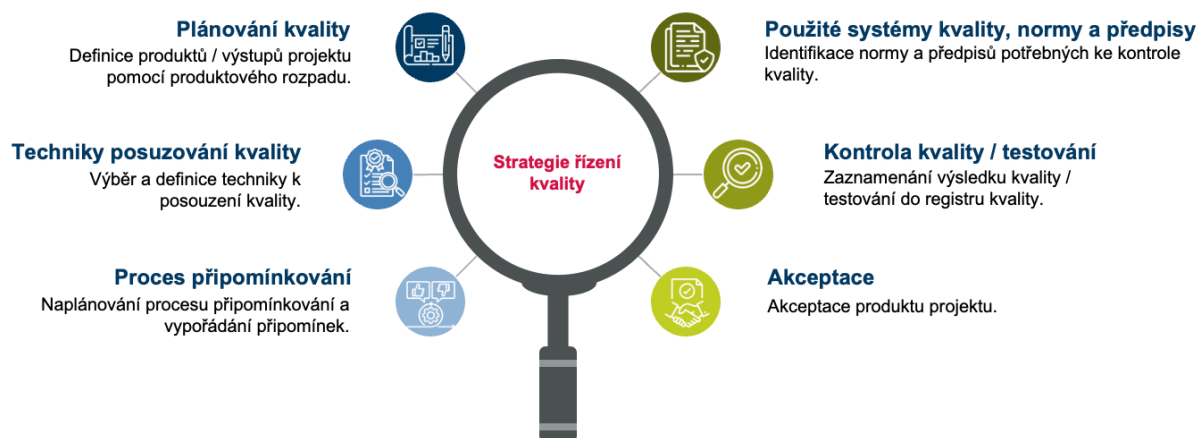 Plánování kvality
Definice produktů / výstupů projektu
pomocí produktového rozpadu.
Techniky posuzování kvality
Výběr a definice techniky k
posouzení kvality.
Proces připomínkování
Naplánování procesu připomínkování a
vypořádání připomínek.
Strategie řízení
kvality
Použité systémy kvality, normy a předpisy
Identifikace normy a předpisů potřebných ke kontrole
kvality.
Kontrola kvality / testování
Zaznamenání výsledku kvality /
testování do registru kvality.
Akceptace
Akceptace produktu projektu.